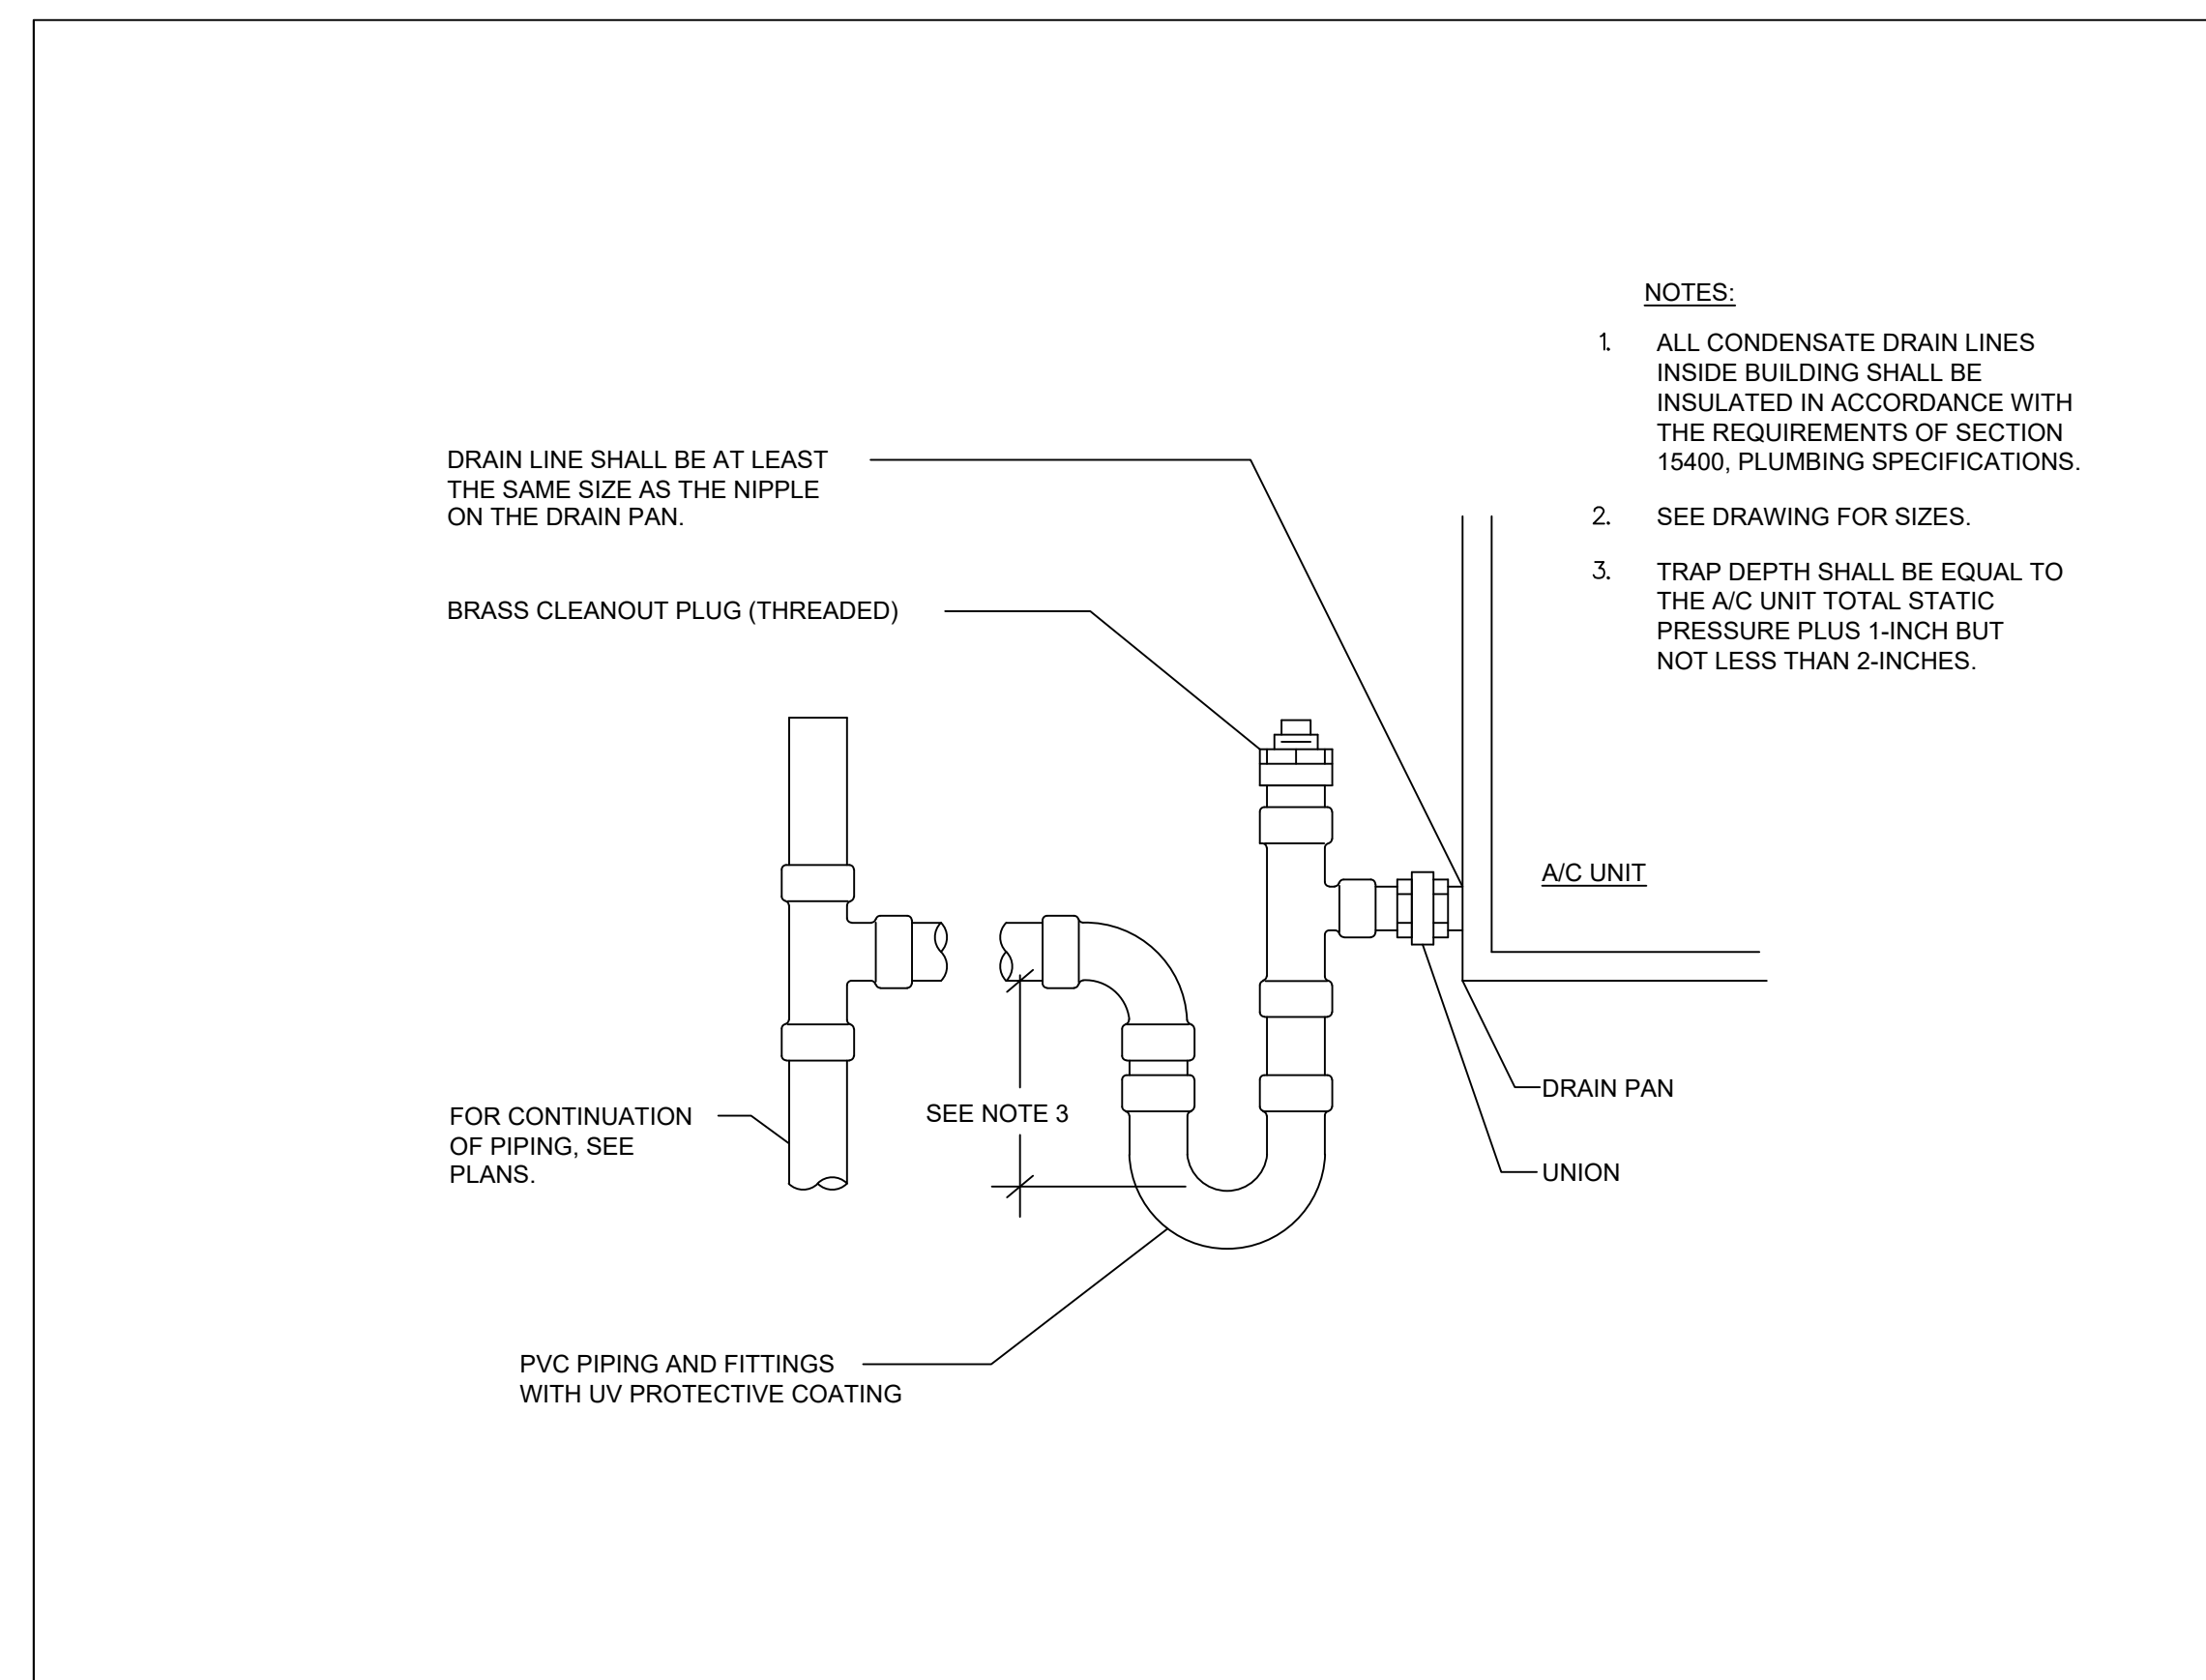 NOTES:
1. ALL CONDENSATE DRAIN LINES
INSIDE BUILDING SHALL BE
INSULATED IN ACCORDANCE WITH
THE REQUIREMENTS OF SECTION
15400, PLUMBING SPECIFICATIONS.
2. SEE DRAWING FOR SIZES.
3. TRAP DEPTH SHALL BE EQUAL TO
THE A/C UNIT TOTAL STATIC
PRESSURE PLUS 1-INCH BUT
NOT LESS THAN 2-INCHES.
DRAIN LINE SHALL BE AT LEAST
THE SAME SIZE AS THE NIPPLE
ON THE DRAIN PAN.
BRASS CLEANOUT PLUG (THREADED)
A/C UNIT
DRAIN PAN
SEE NOTE 3
FOR CONTINUATION
OF PIPING, SEE
PLANS.
UNION
PVC PIPING AND FITTINGS
WITH UV PROTECTIVE COATING